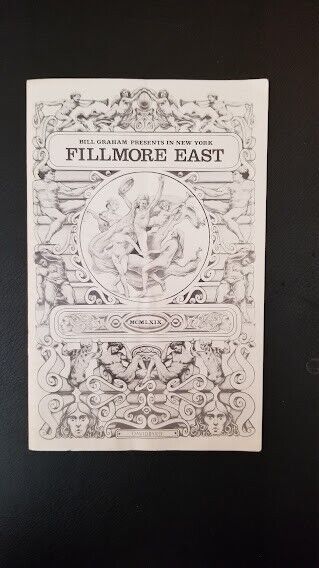 BILL GRAHAM PRESENTS IN NEW YORK
FILLMORE EAST
MCMLXIX